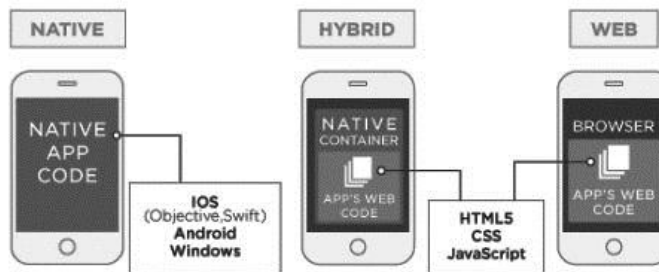 NATIVE
HYBRID
WEB
NATIVE
APP
CODE
IOS
(Objective,Swift)
Android
Windows
NATIVE
CONTAINER
APP'S WEB
CODE
HTML5
CSS
JavaScript
BROWSER
APP'S WEB
CODE